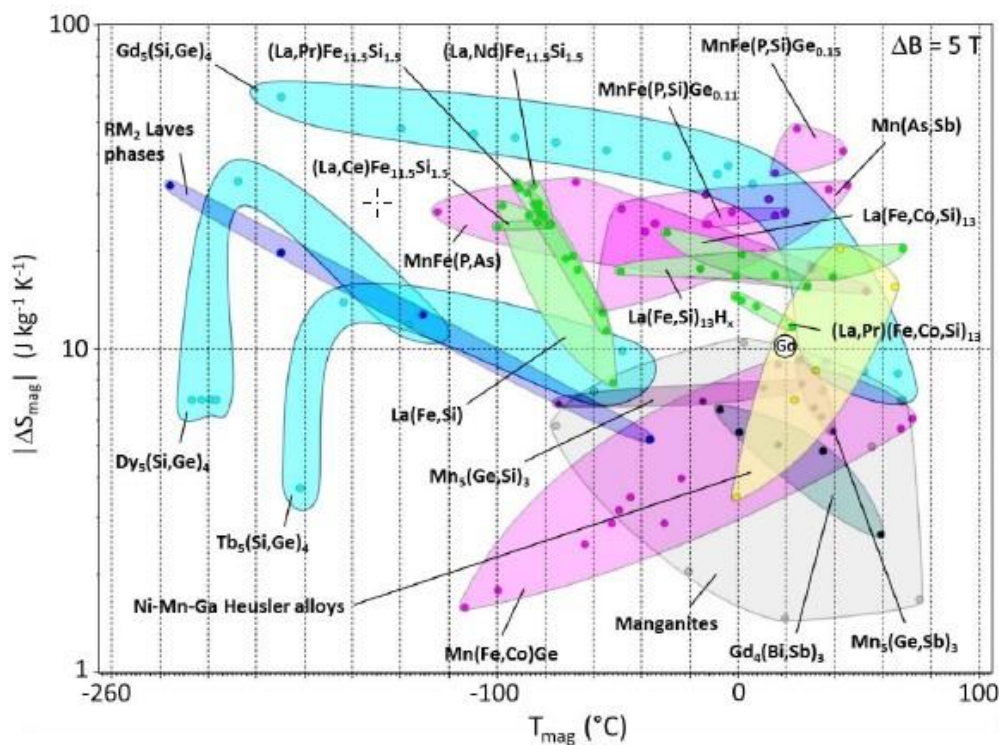 100
10
1
|ΔS_mag| (J kg⁻¹ K⁻¹)
-260
-100
0
100
T_mag (°C)
ΔB = 5 T
Gd₅(Si,Ge)₄
(La,Pr)Fe₁₁.₅Si₁.₅
(La,Nd)Fe₁₁.₅Si₁.₅
MnFe(P,Si)Ge₀.₁₅
MnFe(P,Si)Ge₀.₁₁
RM₂ Laves
phases
Mn(As,Sb)
(La,Ce)Fe₁₁.₅Si₁.₅
La(Fe,Co,Si)₁₃
MnFe(P,As)
La(Fe,Si)₁₃Hₓ
(La,Pr)(Fe,Co,Si)₁₃
Gd
La(Fe,Si)
Dy₅(Si,Ge)₄
Mn₅(Ge,Si)₃
Tb₅(Si,Ge)₄
Ni-Mn-Ga Heusler alloys
Manganites
Mn(Fe,Co)Ge
Gd₄(Bi,Sb)₃
Mn₅(Ge,Sb)₃